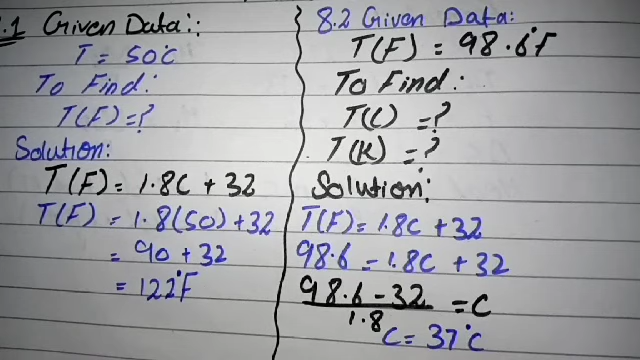 .1 Given Data:
T = 50°C
To Find:
T(F) = ?
Solution:
T(F) = 1.8C + 32
T(F) = 1.8(50) + 32
= 90 + 32
= 122°F
8.2 Given Data:
T(F) = 98.6°F
To Find:
T(C) = ?
T(K) = ?
Solution:
T(F) = 1.8C + 32
98.6 = 1.8C + 32
98.6 - 32 = C
1.8
C = 37°C